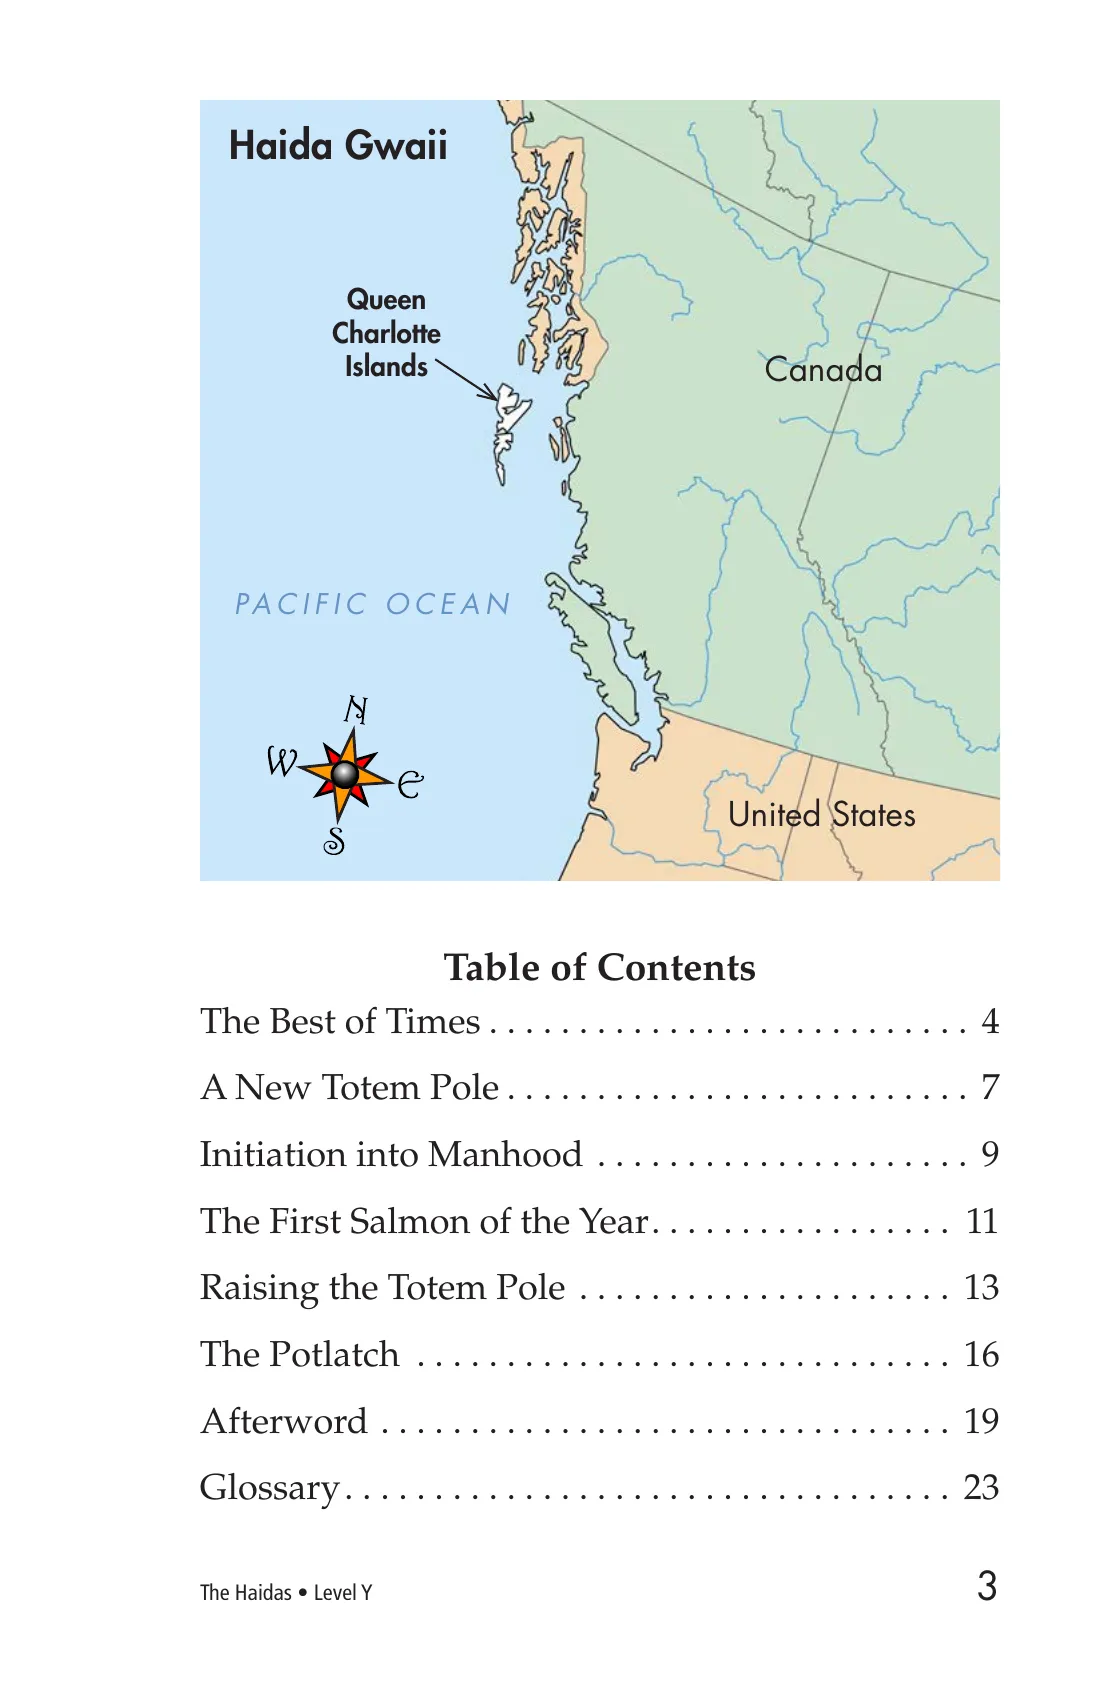 Haida Gwaii
Queen
Charlotte
Islands
Canada
PACIFIC OCEAN
N
W
E
S
United States
Table of Contents
The Best of Times . . . . . . . . . . . . . . . . . . . . . . . . . . . 4
A New Totem Pole . . . . . . . . . . . . . . . . . . . . . . . . . . 7
Initiation into Manhood . . . . . . . . . . . . . . . . . . . . . 9
The First Salmon of the Year. . . . . . . . . . . . . . . . . 11
Raising the Totem Pole . . . . . . . . . . . . . . . . . . . . . 13
The Potlatch . . . . . . . . . . . . . . . . . . . . . . . . . . . . . . 16
Afterword . . . . . . . . . . . . . . . . . . . . . . . . . . . . . . . . 19
Glossary. . . . . . . . . . . . . . . . . . . . . . . . . . . . . . . . . . 23
The Haidas • Level Y
3